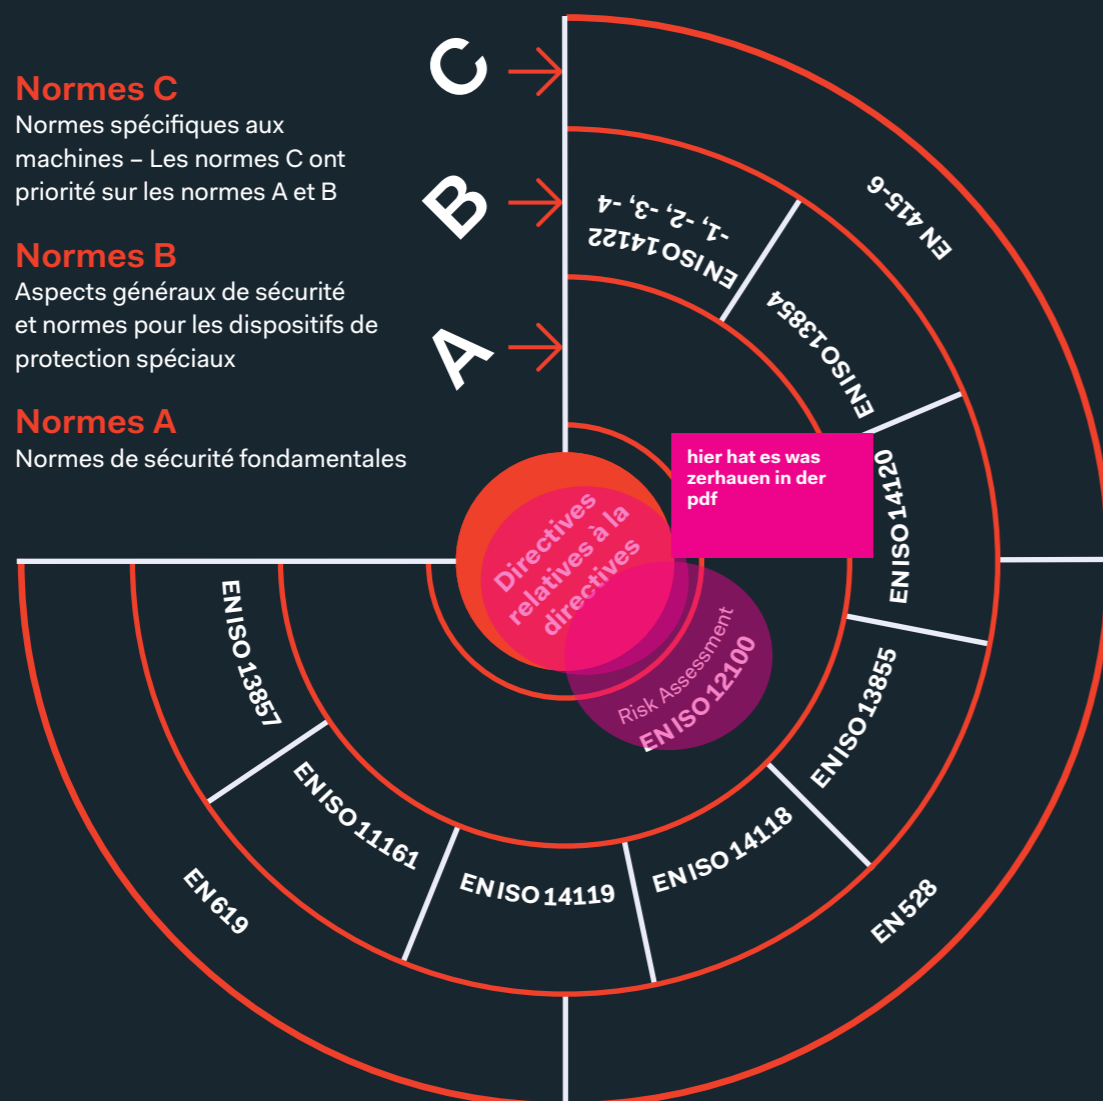 Normes C
Normes spécifiques aux
machines – Les normes C ont
priorité sur les normes A et B
Normes B
Aspects généraux de sécurité
et normes pour les dispositifs de
protection spéciaux
Normes A
Normes de sécurité fondamentales
C
B
A
EN 415-6
EN ISO 14122
-1, -2, -3, -4
EN ISO 13854
EN ISO 14120
hier hat es was
zerhauen in der
pdf
Directives
relatives à la
directives
Risk Assessment
EN ISO 12100
EN ISO 13855
EN ISO 14118
EN ISO 14119
EN ISO 11161
EN ISO 13857
EN 619
EN 528